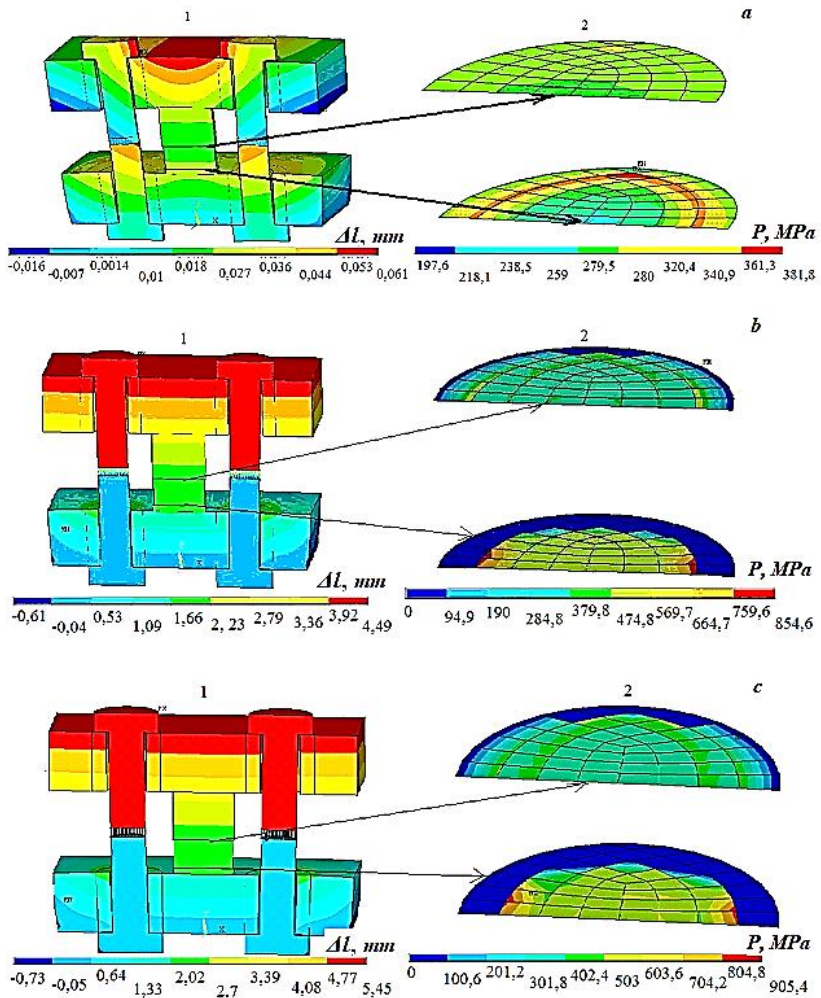 1 2 a
Δl, mm P, MPa
-0,016 0,0014 0,018 0,036 0,053 197,6 238,5 279,5 320,4 361,3
-0,007 0,01 0,027 0,044 0,061 218,1 259 280 340,9 381,8
1 2 b
Δl, mm P, MPa
-0,61 0,53 1,66 2,79 3,92 0 190 379,8 569,7 759,6
-0,04 1,09 2, 23 3,36 4,49 94,9 284,8 474,8 664,7 854,6
1 2 c
Δl, mm P, MPa
-0,73 0,64 2,02 3,39 4,77 0 201,2 402,4 603,6 804,8
-0,05 1,33 2.7 4,08 5,45 100,6 301,8 503 704,2 905,4